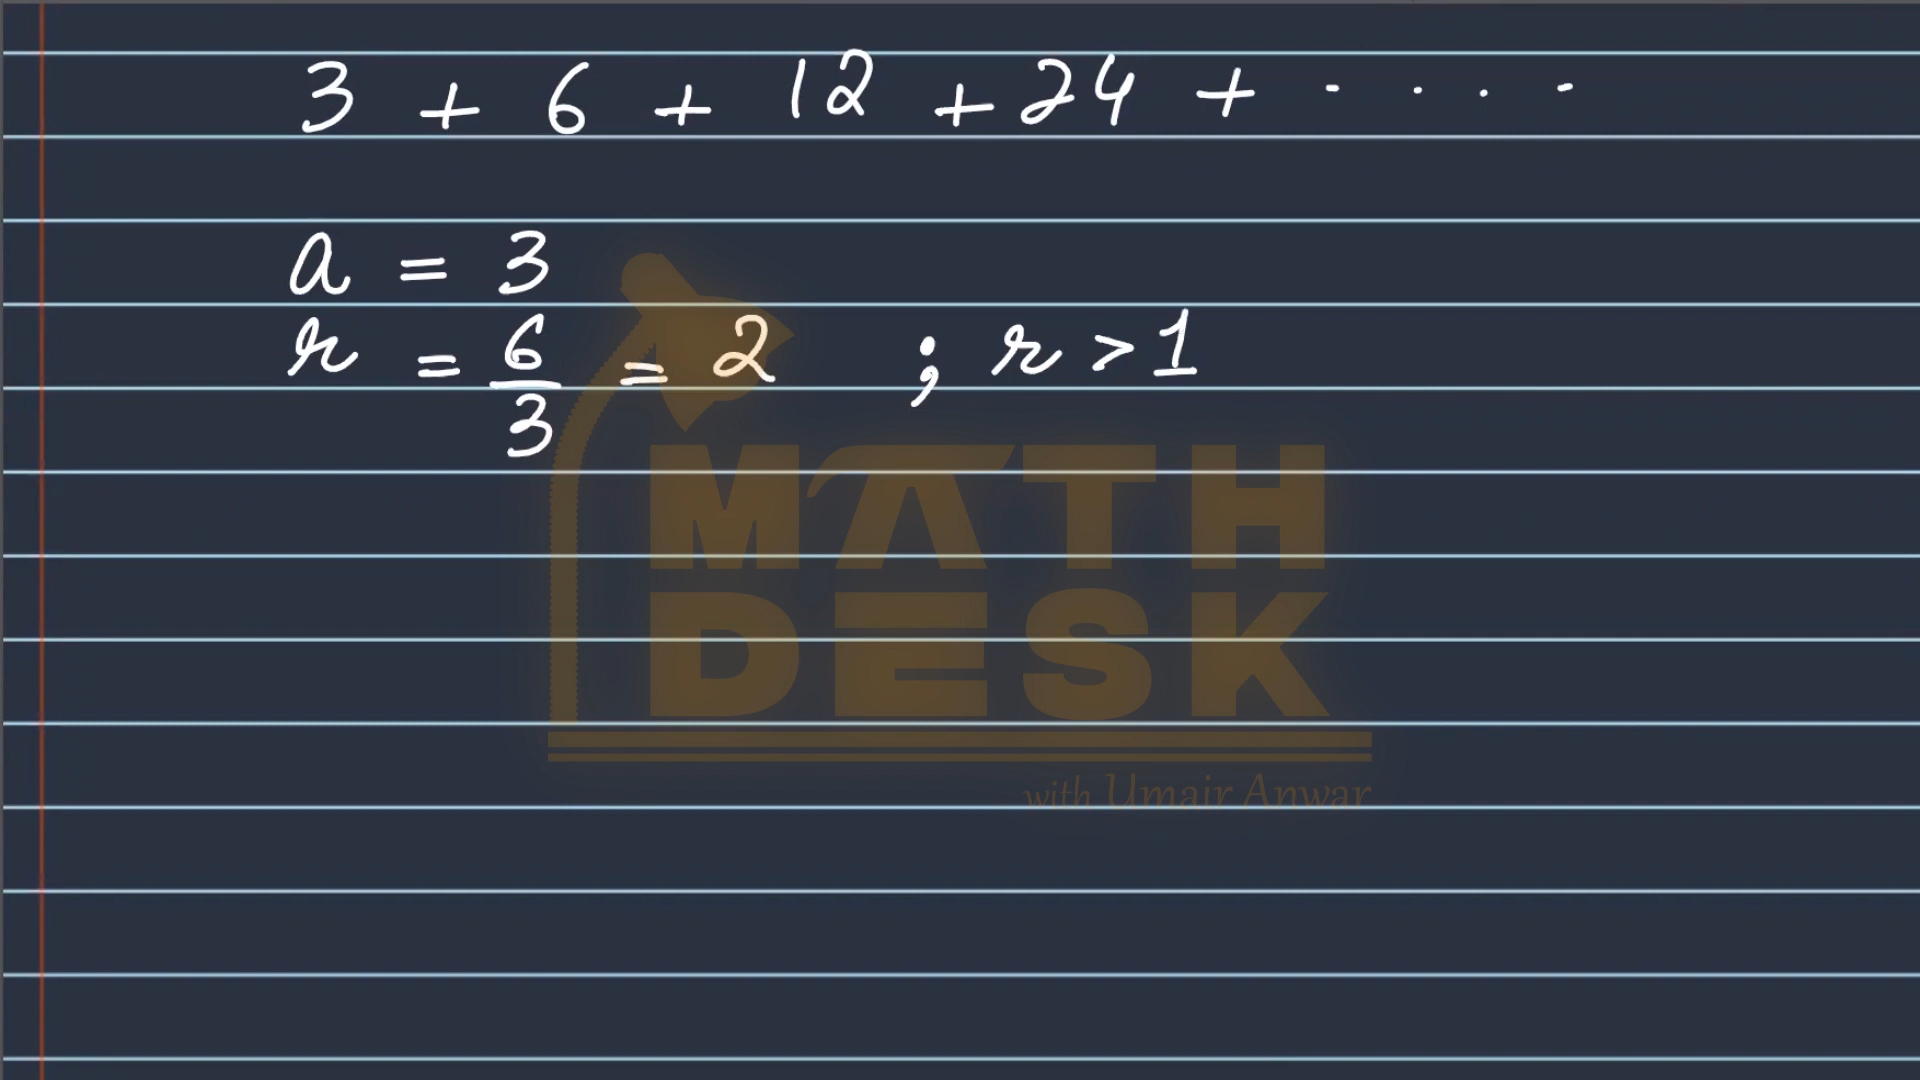 3 + 6 + 12 + 24 + ....
a = 3
r = 6/3 = 2 ; r > 1
MATH
DESK
with Umair Anwar